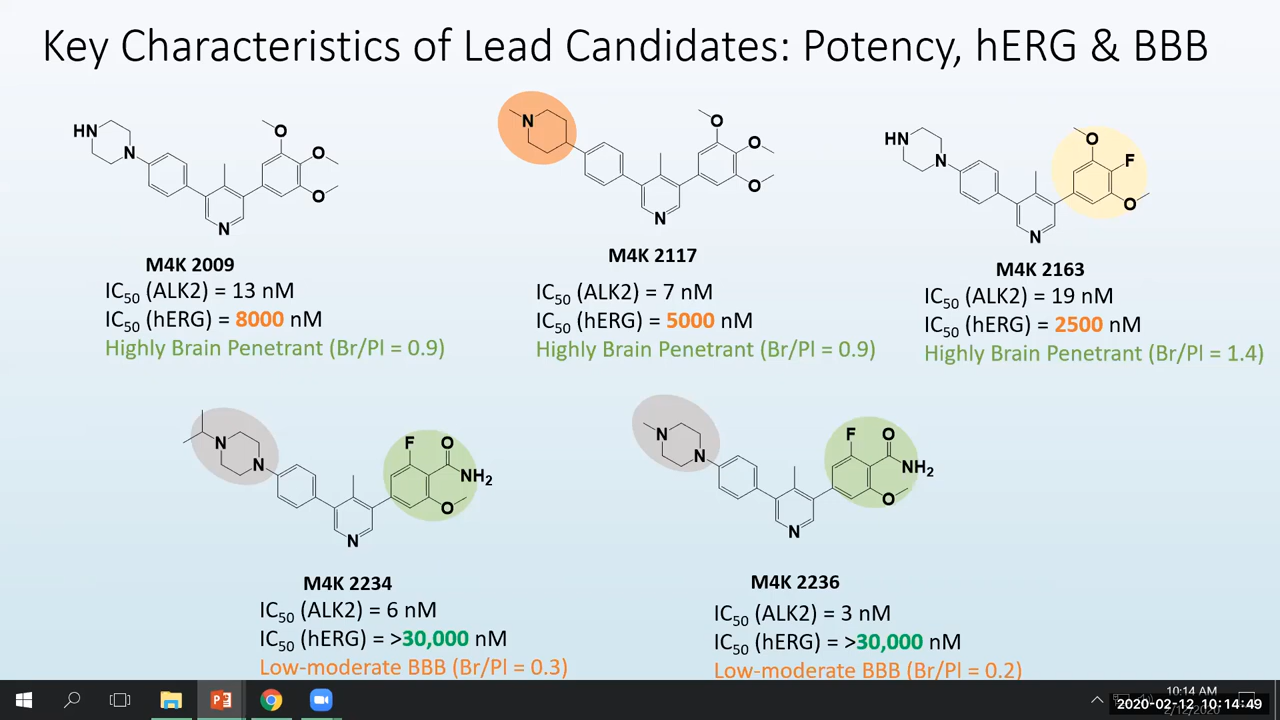 Key Characteristics of Lead Candidates: Potency, hERG & BBB
HN
N
O
O
O
N
M4K 2009
IC50 (ALK2) = 13 nM
IC50 (hERG) = 8000 nM
Highly Brain Penetrant (Br/Pl = 0.9)
N
O
O
O
N
M4K 2117
IC50 (ALK2) = 7 nM
IC50 (hERG) = 5000 nM
Highly Brain Penetrant (Br/Pl = 0.9)
HN
N
O
F
O
N
M4K 2163
IC50 (ALK2) = 19 nM
IC50 (hERG) = 2500 nM
Highly Brain Penetrant (Br/Pl = 1.4)
N
N
F
O
NH2
O
N
M4K 2234
IC50 (ALK2) = 6 nM
IC50 (hERG) = >30,000 nM
Low-moderate BBB (Br/Pl = 0.3)
N
N
F
O
NH2
O
N
M4K 2236
IC50 (ALK2) = 3 nM
IC50 (hERG) = >30,000 nM
Low-moderate BBB (Br/Pl = 0.2)
10:14 AM
2020-02-12 10:14:49
2/12/2020